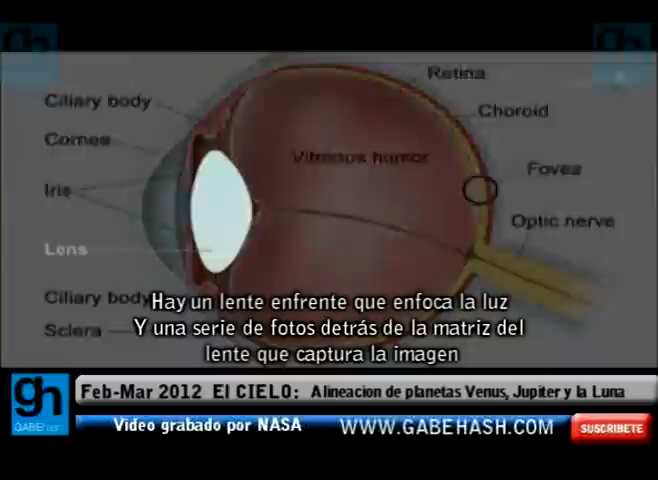 gh
Retina
Ciliary body
Choroid
Cornea
Vitreous humor
Fovea
Iris
Optic nerve
Lens
Ciliary body
Sclera
Hay un lente enfrente que enfoca la luz
Y una serie de fotos detrás de la matriz del
lente que captura la imagen
gh
GABEhash
Feb-Mar 2012 El CIELO: Alineacion de planetas Venus, Jupiter y la Luna
Video grabado por NASA WWW.GABEHASH.COM SUSCRIBETE